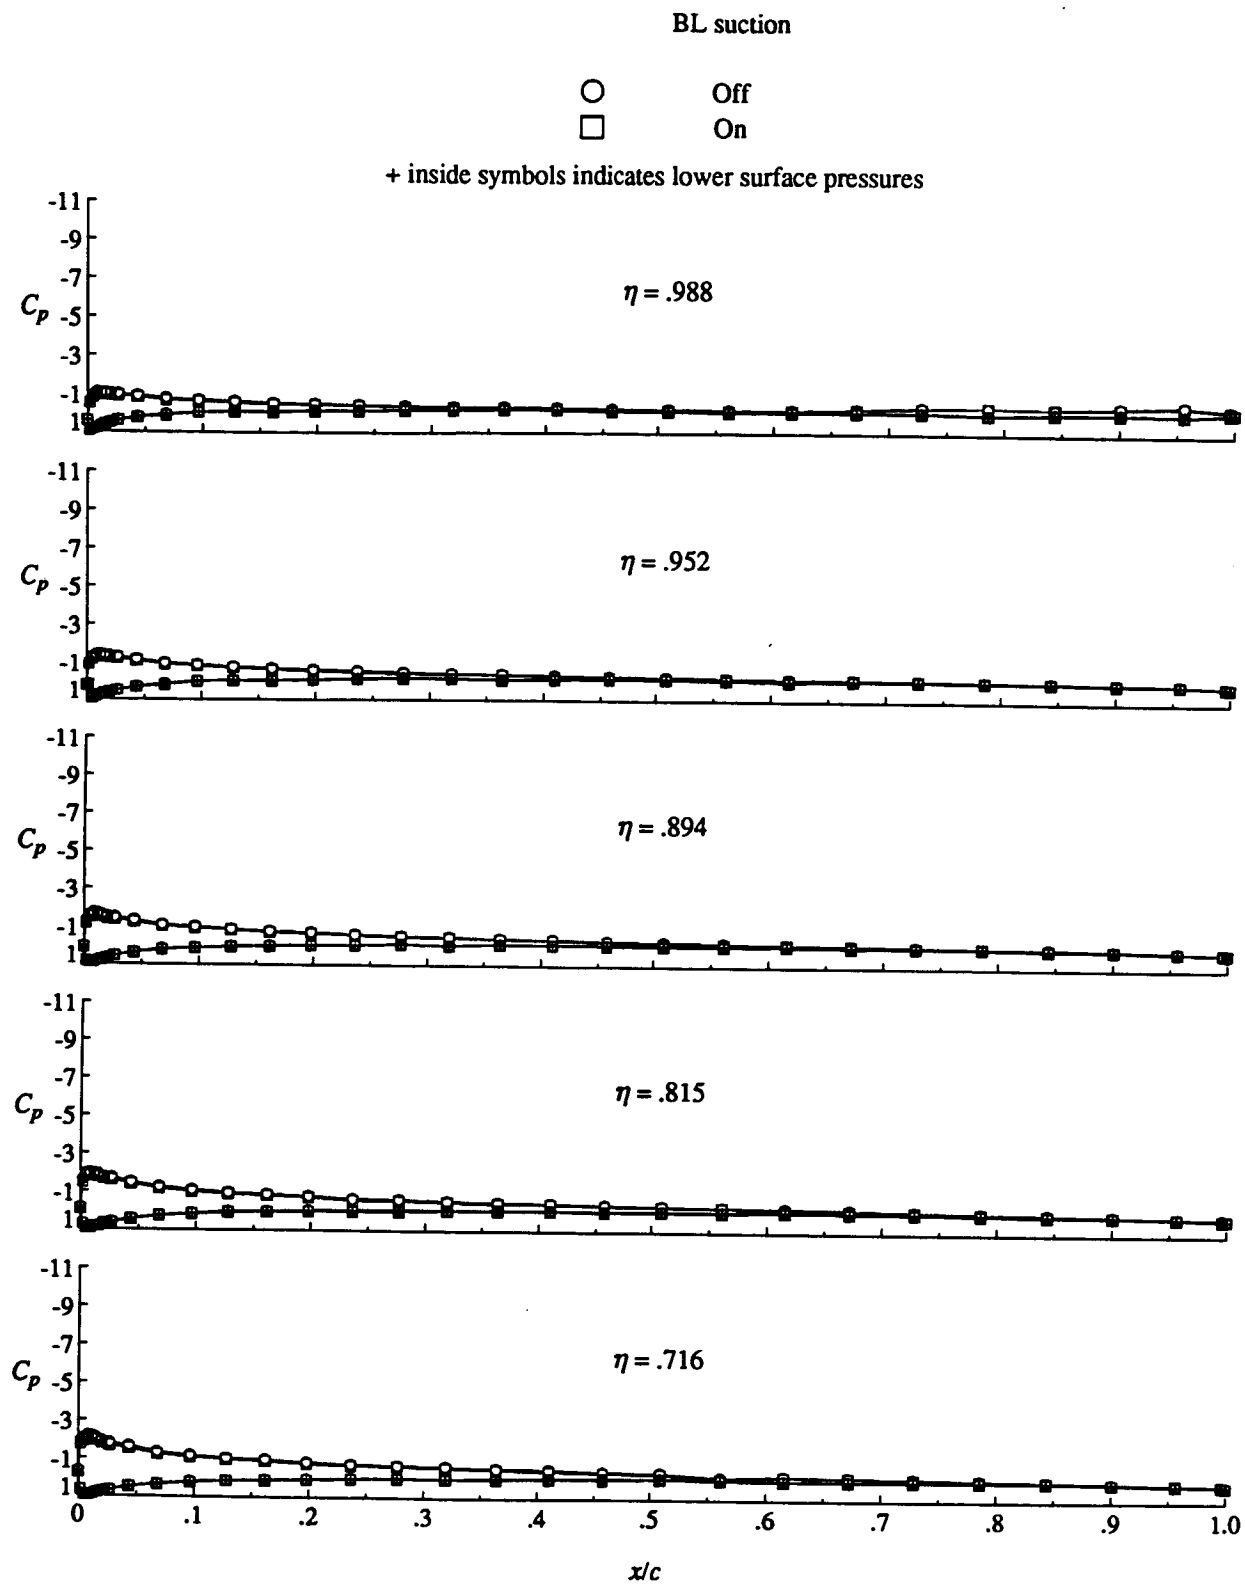 BL suction
Off
On
+ inside symbols indicates lower surface pressures
-11
-9
-7
-5
-3
-1
1
Cp
η = .988
-11
-9
-7
-5
-3
-1
1
Cp
η = .952
-11
-9
-7
-5
-3
-1
1
Cp
η = .894
-11
-9
-7
-5
-3
-1
1
Cp
η = .815
-11
-9
-7
-5
-3
-1
1
Cp
η = .716
0 .1 .2 .3 .4 .5 .6 .7 .8 .9 1.0
x/c